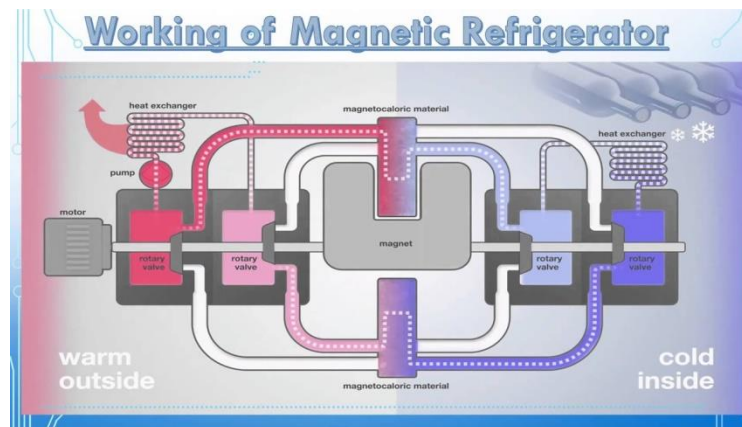 Working of Magnetic Refrigerator
heat exchanger
magnetocaloric material
heat exchanger
pump
motor
rotary
valve
rotary
valve
magnet
rotary
valve
rotary
valve
warm
outside
cold
inside
magnetocaloric material